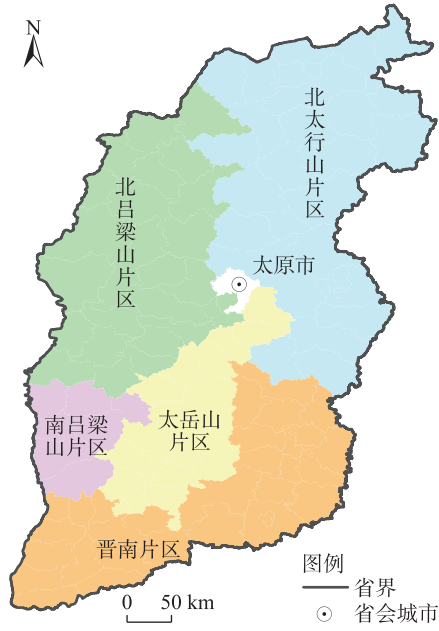 N
北太行山片区
北吕梁山片区
太原市
南吕梁
山片区
太岳山
片区
晋南片区
图例
省界
省会城市
0 50 km